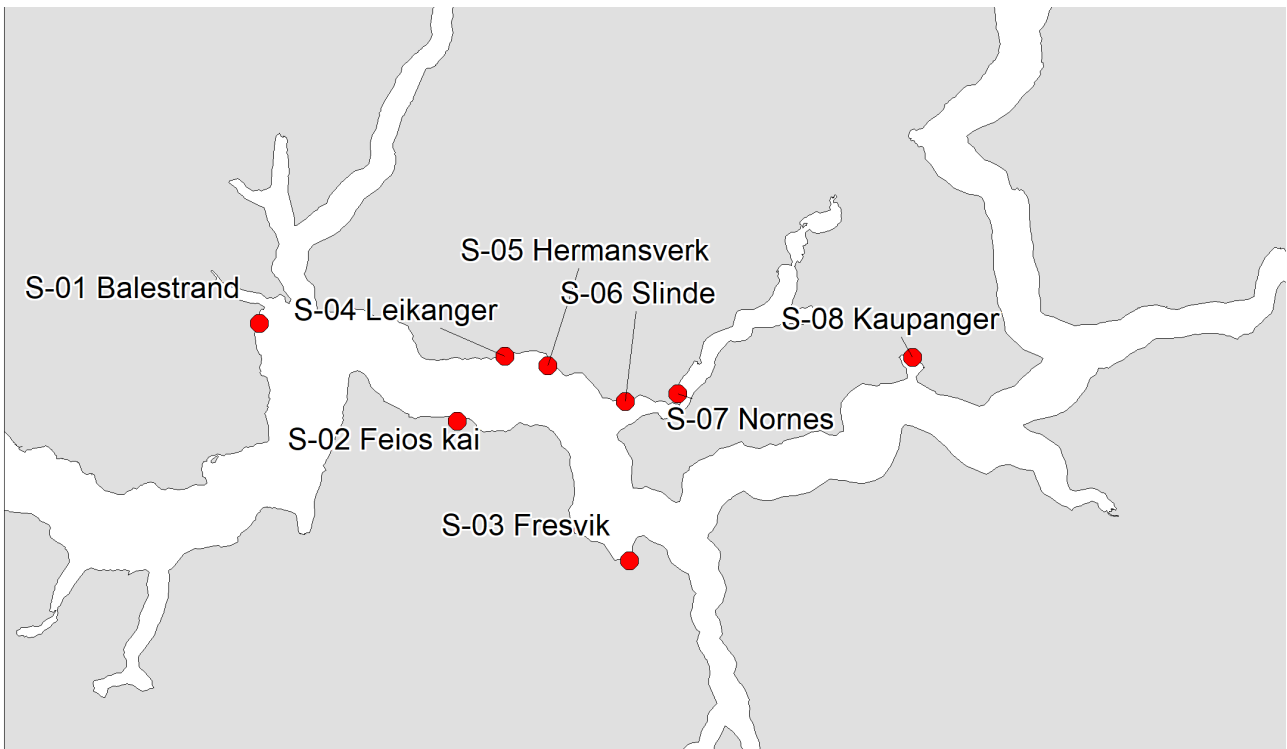 S-05 Hermansverk
S-01 Balestrand
S-06 Slinde
S-04 Leikanger
S-08 Kaupanger
S-07 Nornes
S-02 Feios kai
S-03 Fresvik